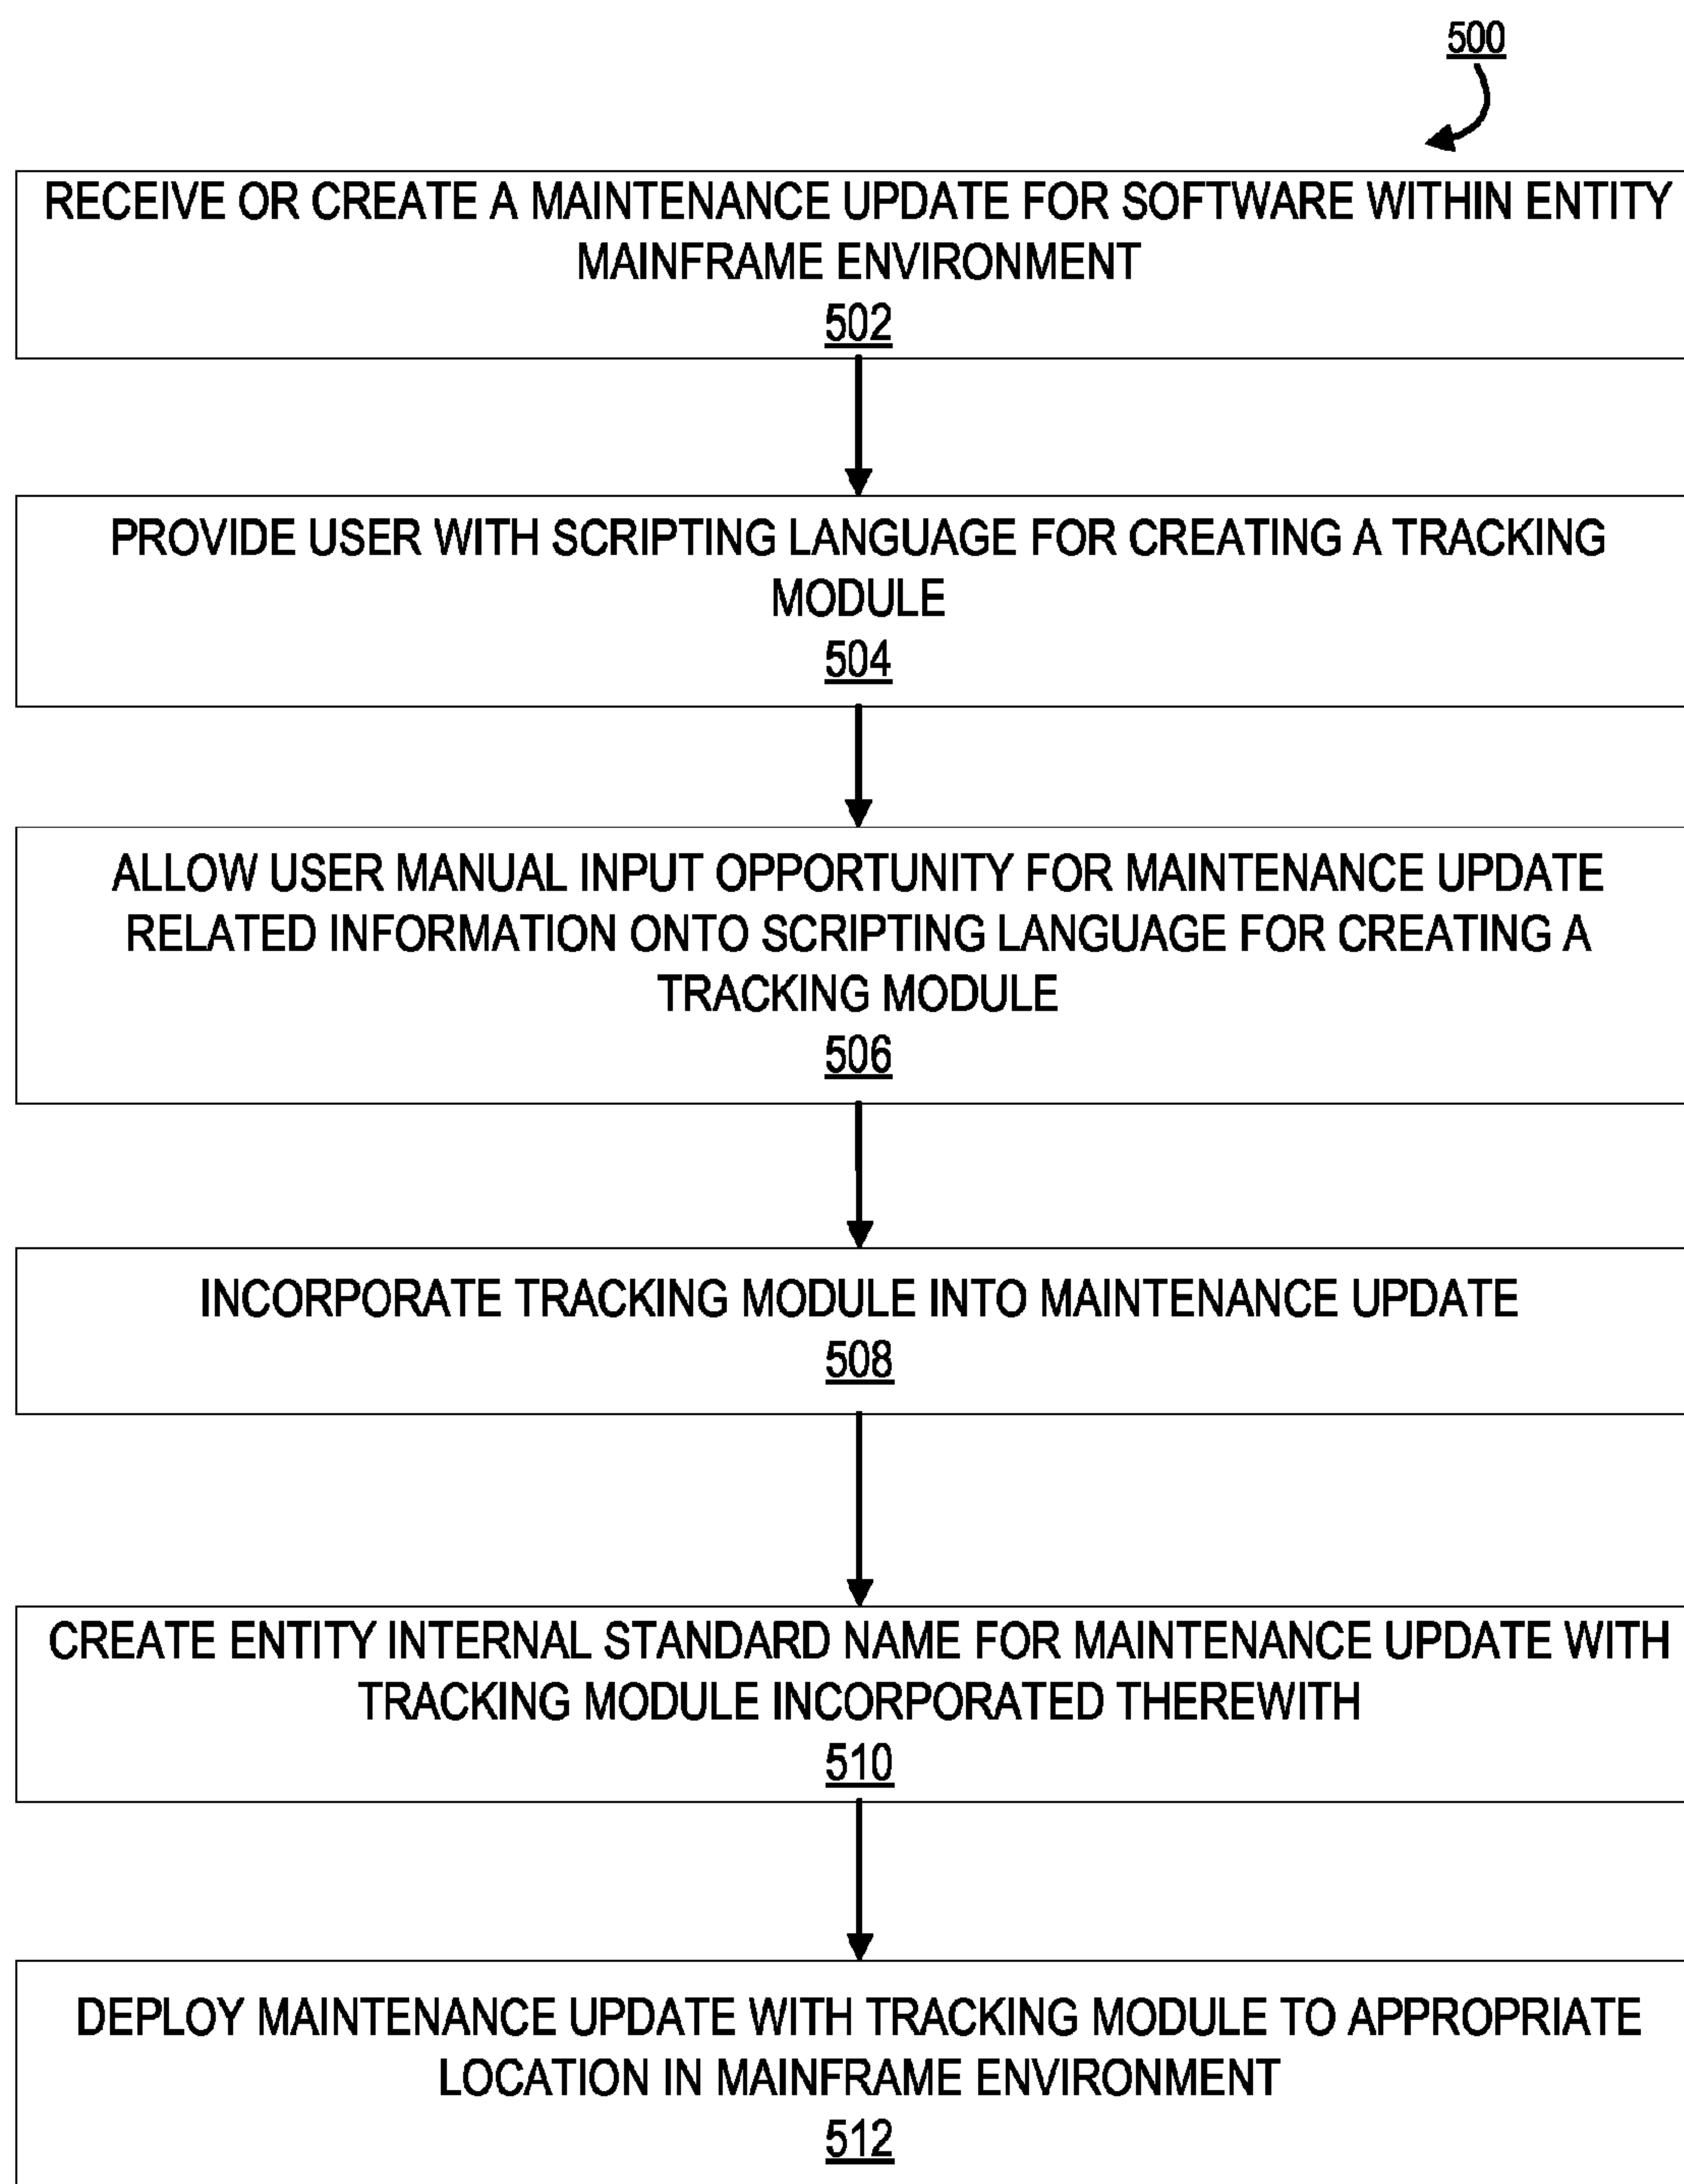 500
RECEIVE OR CREATE A MAINTENANCE UPDATE FOR SOFTWARE WITHIN ENTITY
MAINFRAME ENVIRONMENT
502
PROVIDE USER WITH SCRIPTING LANGUAGE FOR CREATING A TRACKING
MODULE
504
ALLOW USER MANUAL INPUT OPPORTUNITY FOR MAINTENANCE UPDATE
RELATED INFORMATION ONTO SCRIPTING LANGUAGE FOR CREATING A
TRACKING MODULE
506
INCORPORATE TRACKING MODULE INTO MAINTENANCE UPDATE
508
CREATE ENTITY INTERNAL STANDARD NAME FOR MAINTENANCE UPDATE WITH
TRACKING MODULE INCORPORATED THEREWITH
510
DEPLOY MAINTENANCE UPDATE WITH TRACKING MODULE TO APPROPRIATE
LOCATION IN MAINFRAME ENVIRONMENT
512